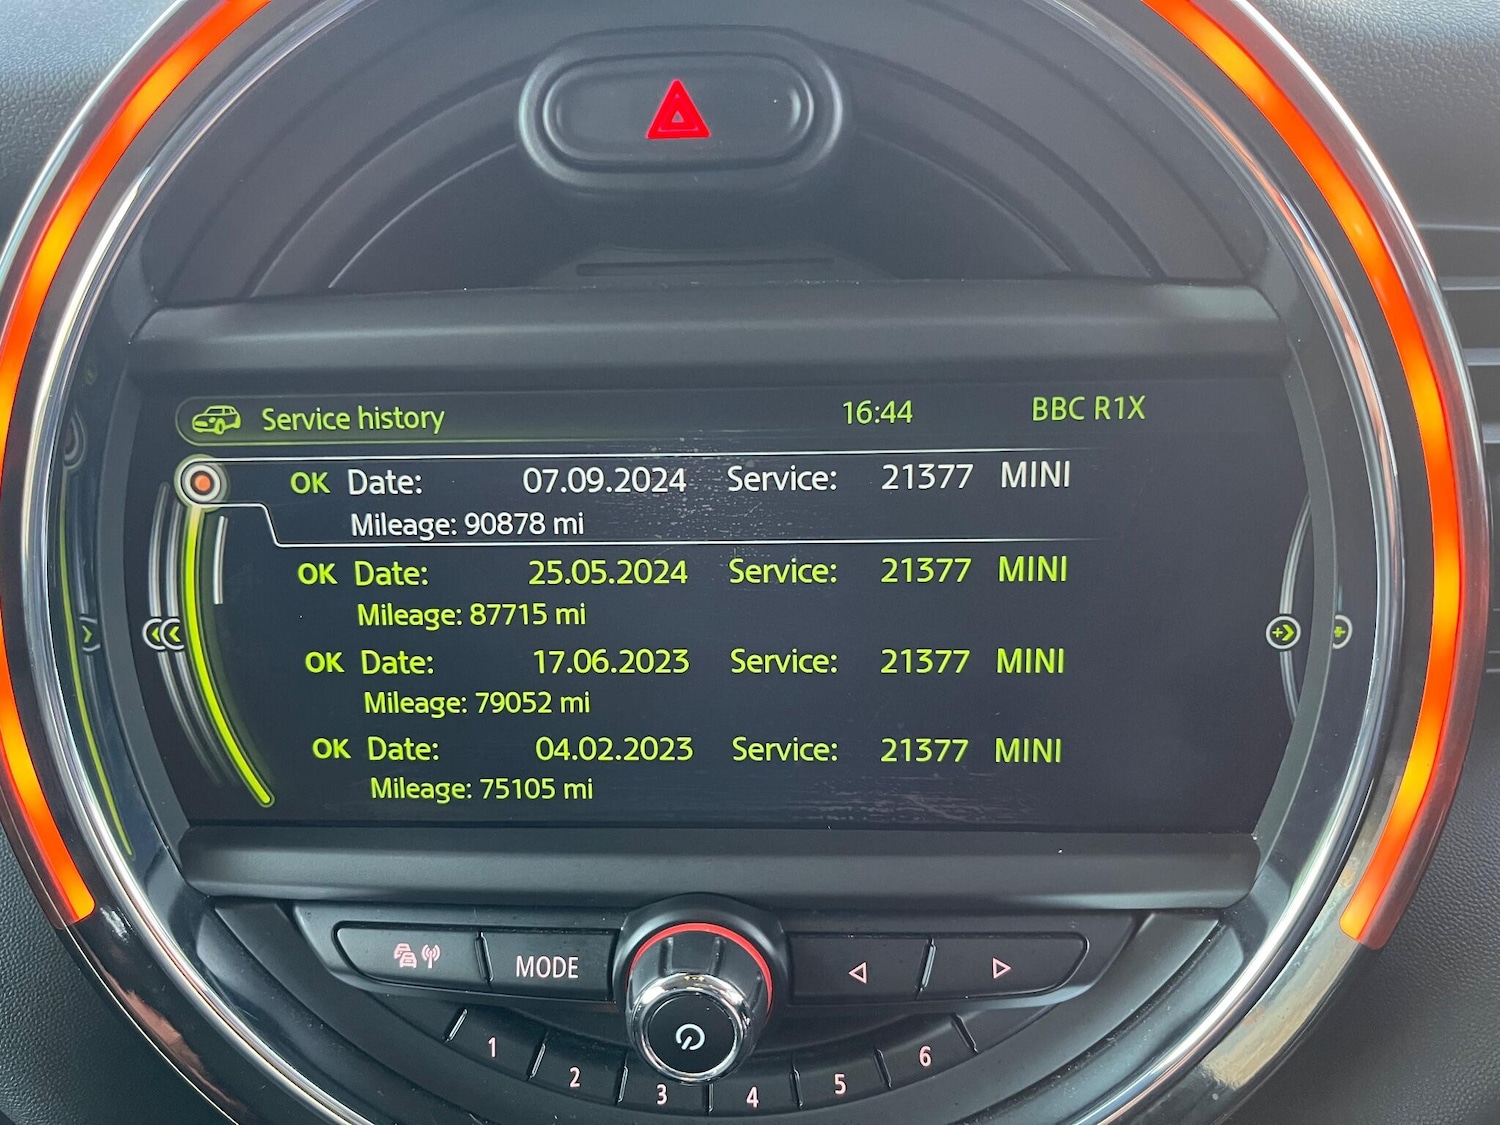 Service history 16:44 BBC R1X
OK Date: 07.09.2024 Service: 21377 MINI
Mileage: 90878 mi
OK Date: 25.05.2024 Service: 21377 MINI
Mileage: 87715 mi
OK Date: 17.06.2023 Service: 21377 MINI
Mileage: 79052 mi
OK Date: 04.02.2023 Service: 21377 MINI
Mileage: 75105 mi
MODE
1 2 3 4 5 6